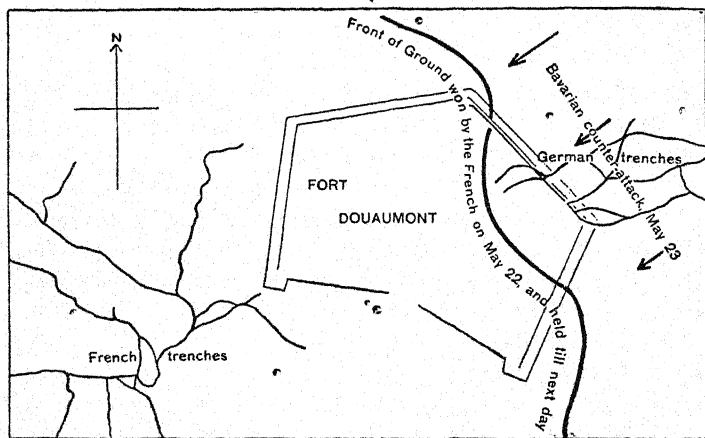 N
Front of Ground won by the French on May 22, and held till next day
Bavarian counter-attack, May 23
German trenches
FORT
DOUAUMONT
French trenches